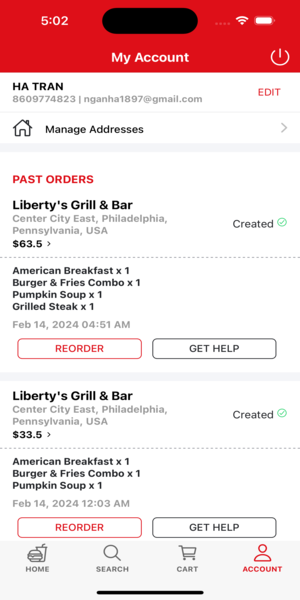 5:02
My Account
HA TRAN
8609774823 | nganha1897@gmail.com
EDIT
Manage Addresses
PAST ORDERS
Liberty's Grill & Bar
Center City East, Philadelphia,
Pennsylvania, USA
Created
$63.5 >
American Breakfast x 1
Burger & Fries Combo x 1
Pumpkin Soup x 1
Grilled Steak x 1
Feb 14, 2024 04:51 AM
REORDER
GET HELP
Liberty's Grill & Bar
Center City East, Philadelphia,
Pennsylvania, USA
Created
$33.5 >
American Breakfast x 1
Burger & Fries Combo x 1
Pumpkin Soup x 1
Feb 14, 2024 12:03 AM
REORDER
GET HELP
HOME
SEARCH
CART
ACCOUNT